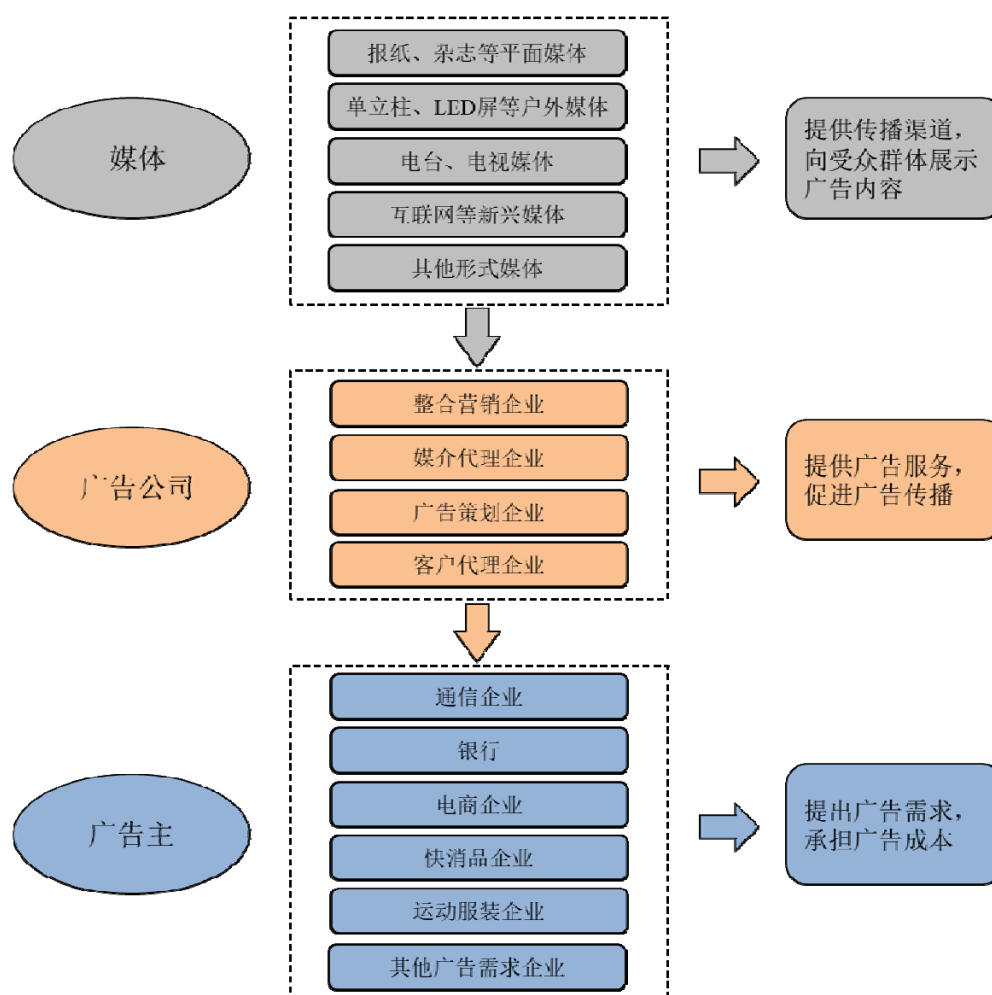 报纸、杂志等平面媒体
单立柱、LED屏等户外媒体
电台、电视媒体
互联网等新兴媒体
其他形式媒体
媒体
提供传播渠道，
向受众群体展示
广告内容
整合营销企业
媒介代理企业
广告策划企业
客户代理企业
广告公司
提供广告服务，
促进广告传播
通信企业
银行
电商企业
快消品企业
运动服装企业
其他广告需求企业
广告主
提出广告需求，
承担广告成本